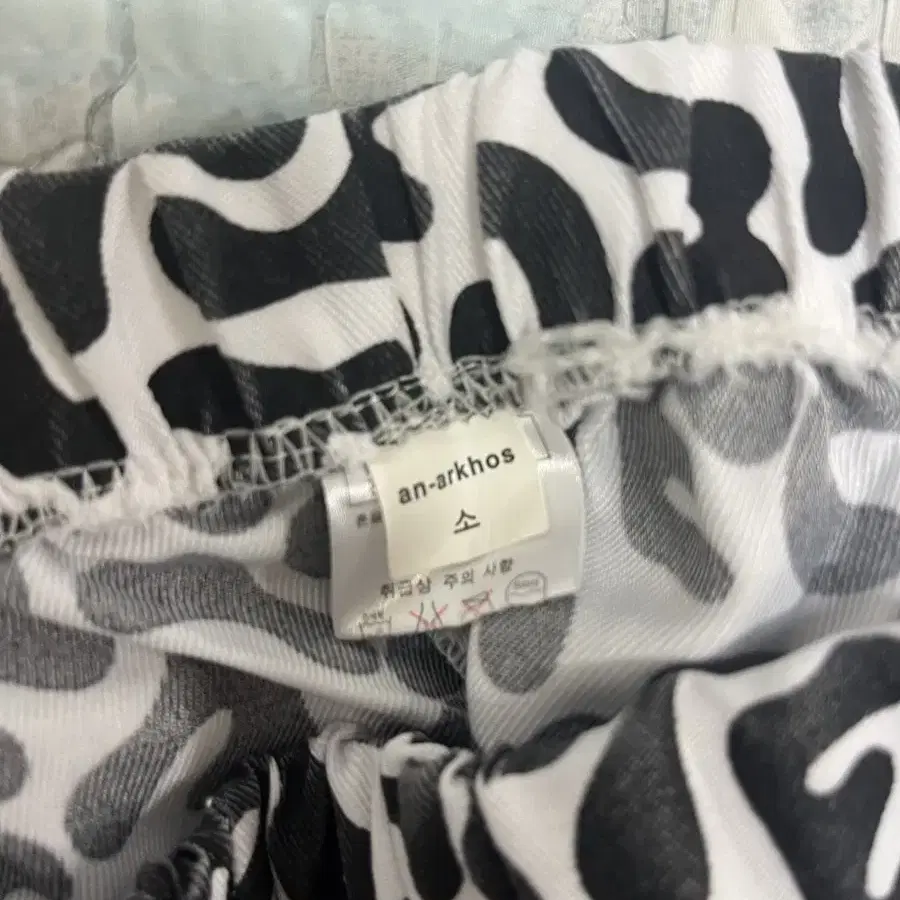 an-arkhos
소
취급상 주의 사항